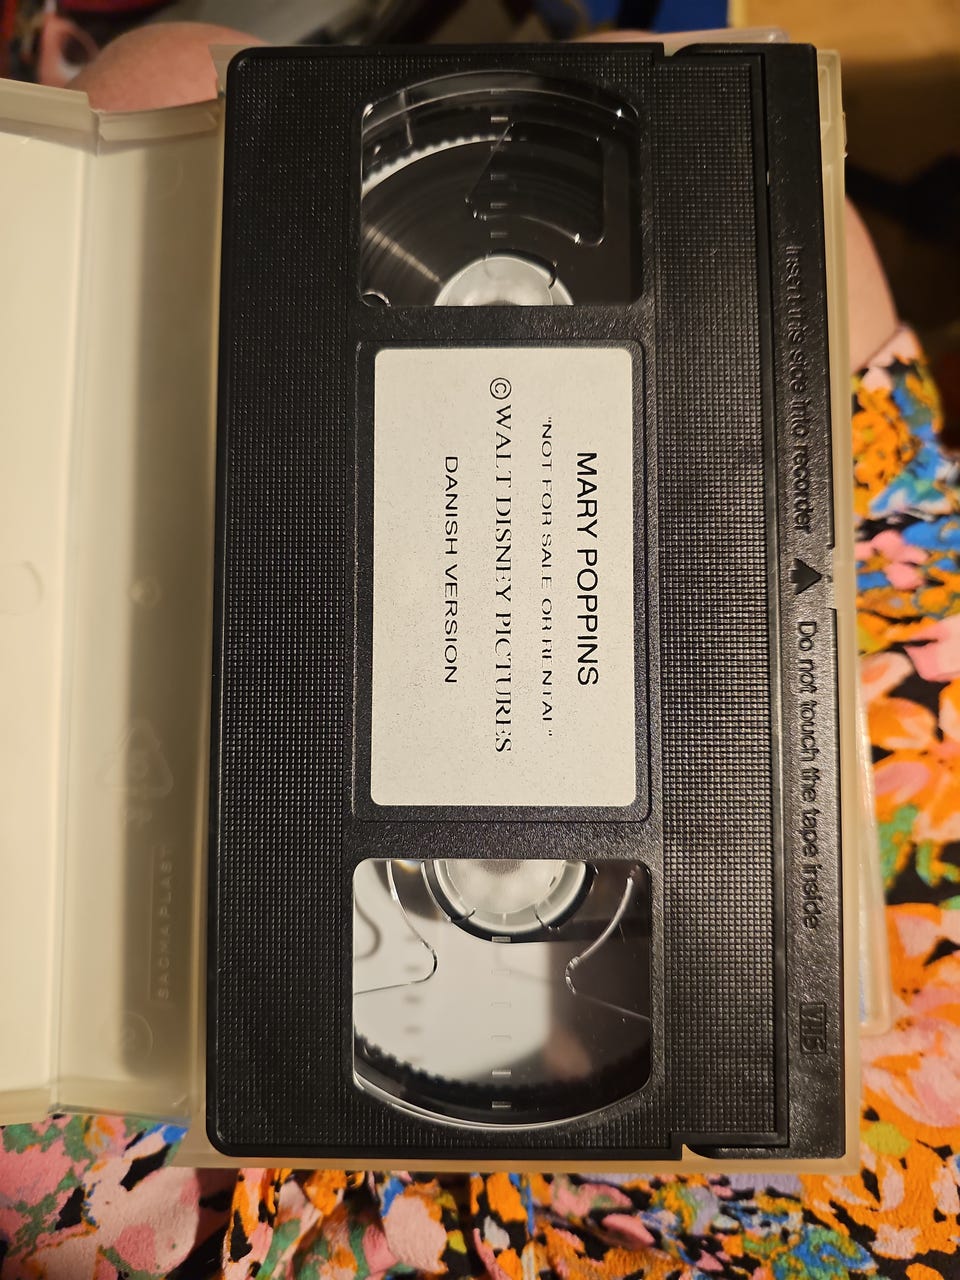 Insert this side into recorder ▲ Do not touch the tape inside VHS
MARY POPPINS
"NOT FOR SALE OR RENTAL"
© WALT DISNEY PICTURES
DANISH VERSION
SAGMAPLAST